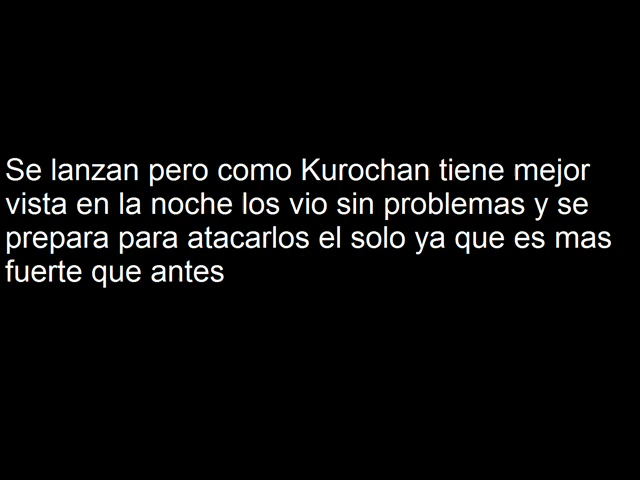 Se lanzan pero como Kurochan tiene mejor
vista en la noche los vio sin problemas y se
prepara para atacarlos el solo ya que es mas
fuerte que antes